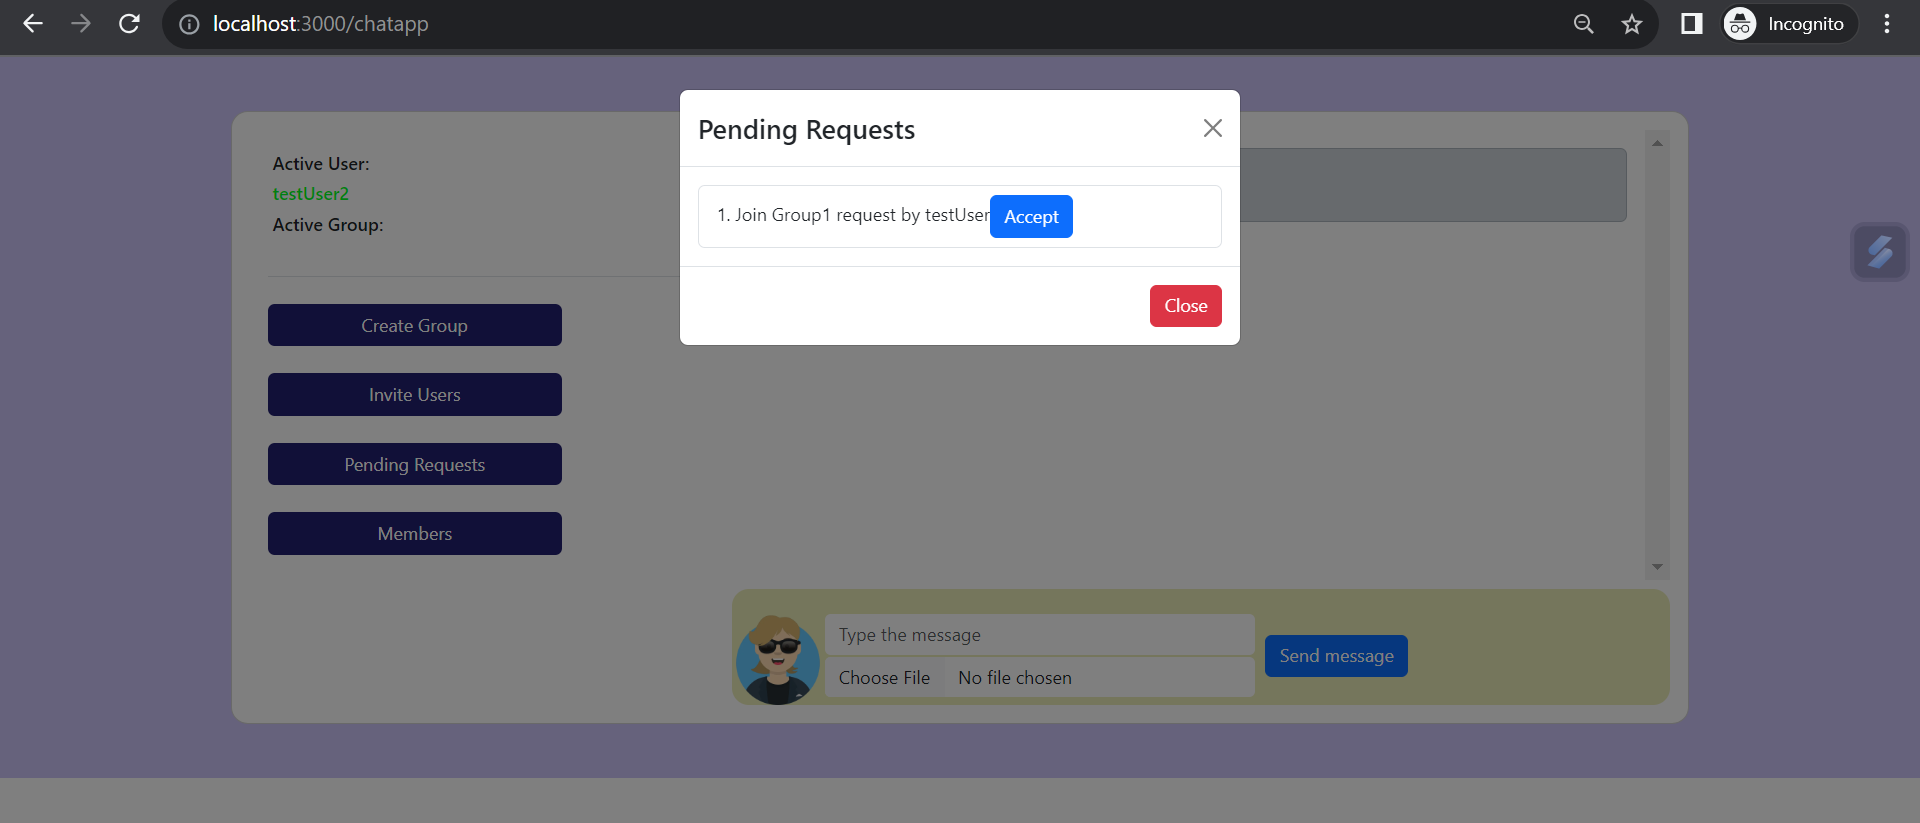 localhost:3000/chatapp
Incognito
Pending Requests
1. Join Group1 request by testUser Accept
Close
Active User:
testUser2
Active Group:
Create Group
Invite Users
Pending Requests
Members
Type the message
Choose File No file chosen
Send message